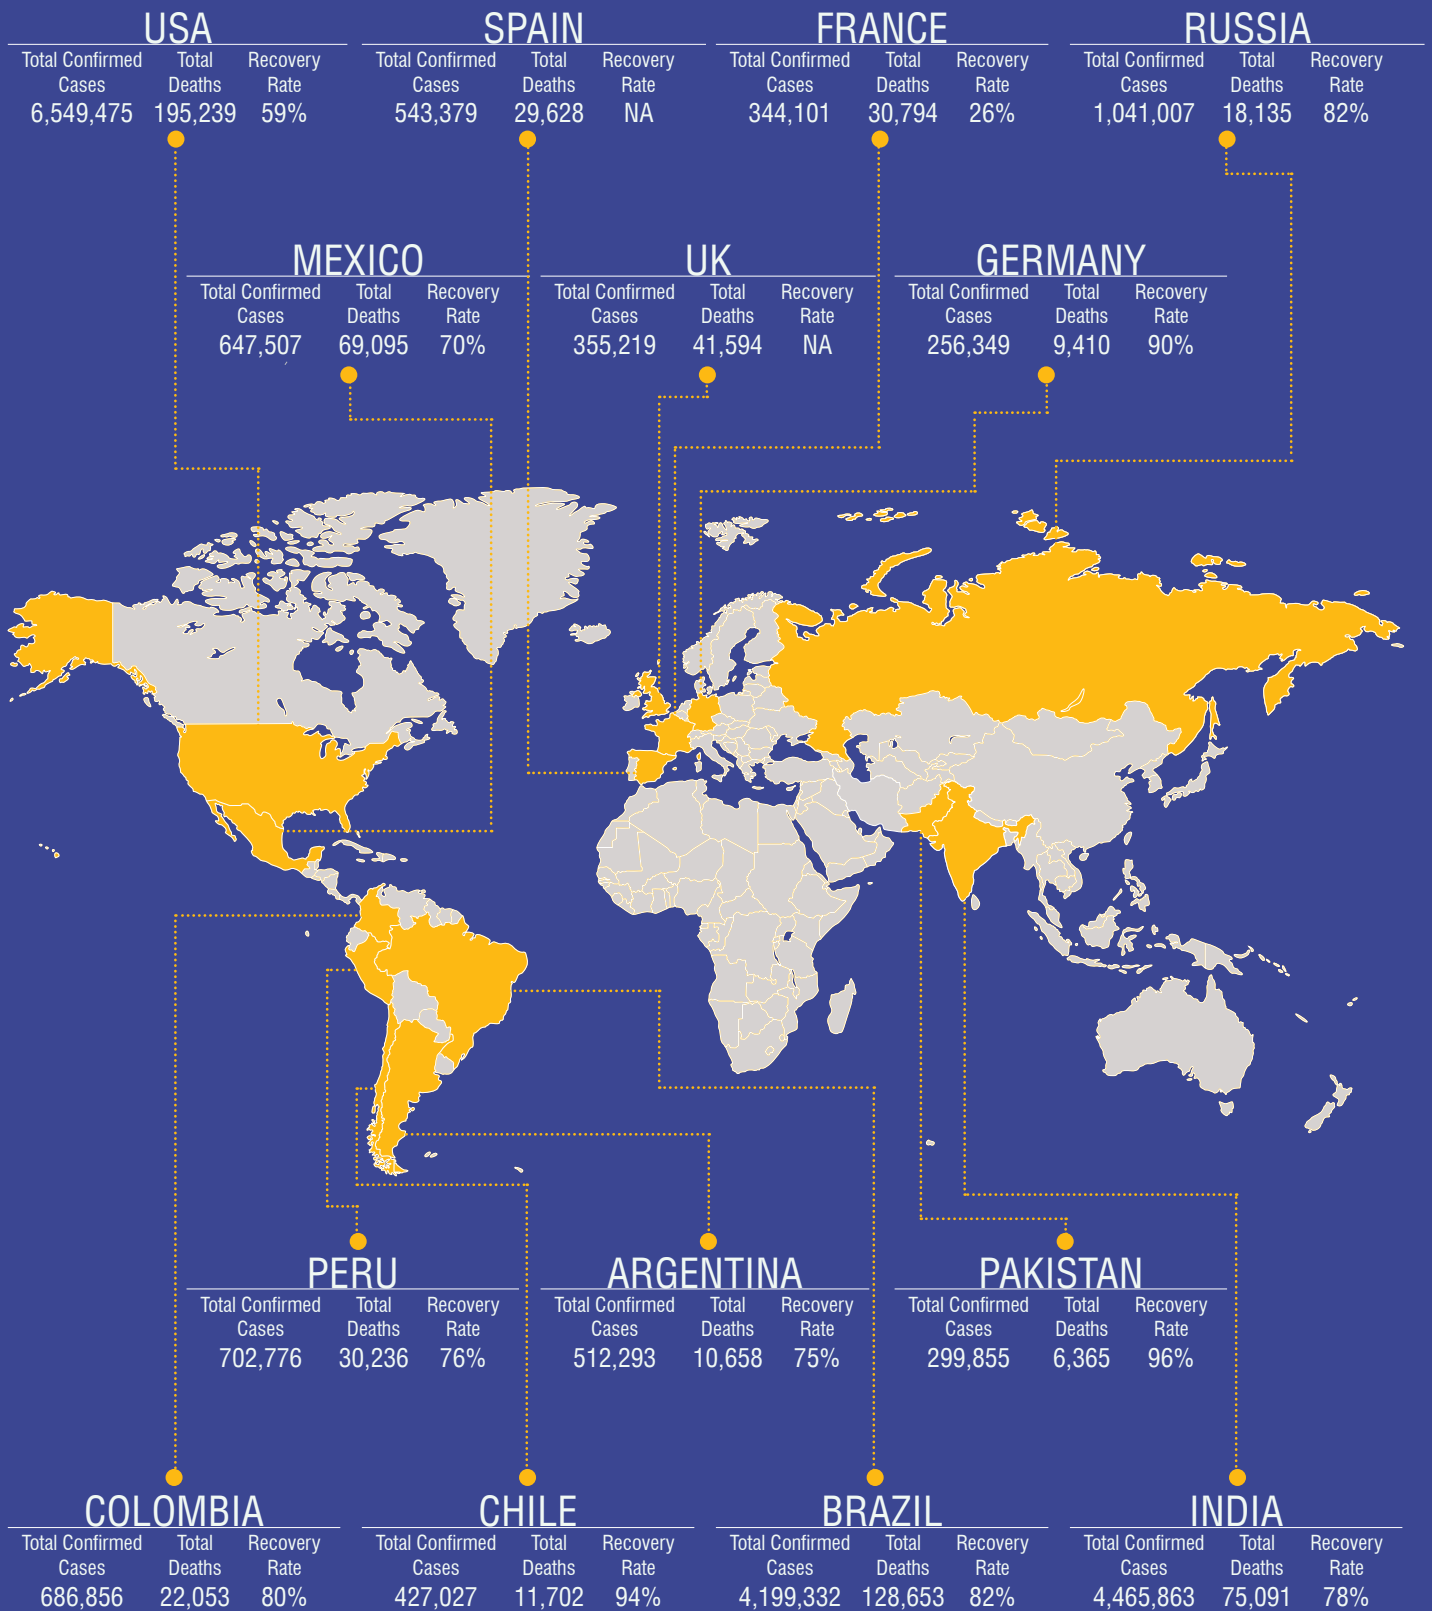 USA
Total Confirmed Cases Total Deaths Recovery Rate
6,549,475 195,239 59%
SPAIN
Total Confirmed Cases Total Deaths Recovery Rate
543,379 29,628 NA
FRANCE
Total Confirmed Cases Total Deaths Recovery Rate
344,101 30,794 26%
RUSSIA
Total Confirmed Cases Total Deaths Recovery Rate
1,041,007 18,135 82%
MEXICO
Total Confirmed Cases Total Deaths Recovery Rate
647,507 69,095 70%
UK
Total Confirmed Cases Total Deaths Recovery Rate
355,219 41,594 NA
GERMANY
Total Confirmed Cases Total Deaths Recovery Rate
256,349 9,410 90%
PERU
Total Confirmed Cases Total Deaths Recovery Rate
702,776 30,236 76%
ARGENTINA
Total Confirmed Cases Total Deaths Recovery Rate
512,293 10,658 75%
PAKISTAN
Total Confirmed Cases Total Deaths Recovery Rate
299,855 6,365 96%
COLOMBIA
Total Confirmed Cases Total Deaths Recovery Rate
686,856 22,053 80%
CHILE
Total Confirmed Cases Total Deaths Recovery Rate
427,027 11,702 94%
BRAZIL
Total Confirmed Cases Total Deaths Recovery Rate
4,199,332 128,653 82%
INDIA
Total Confirmed Cases Total Deaths Recovery Rate
4,465,863 75,091 78%